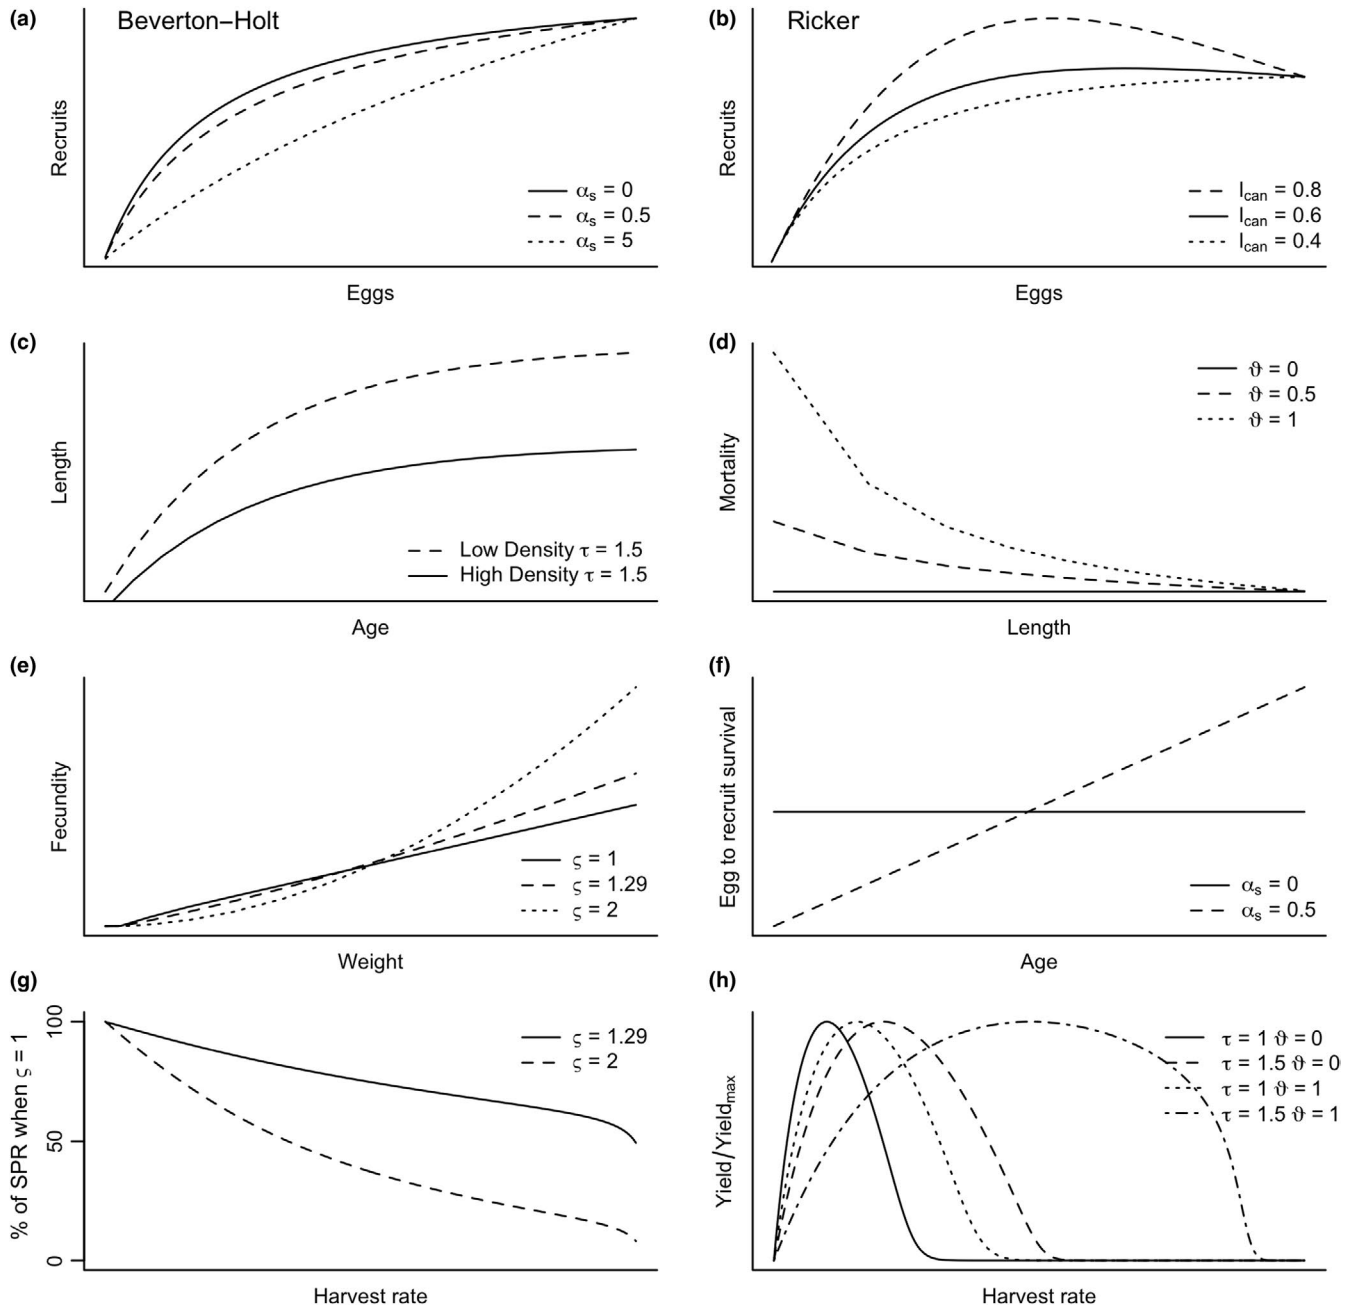 (a)
Beverton–Holt
Recruits
αs = 0
αs = 0.5
αs = 5
Eggs
(b)
Ricker
Recruits
Ican = 0.8
Ican = 0.6
Ican = 0.4
Eggs
(c)
Length
Low Density τ = 1.5
High Density τ = 1.5
Age
(d)
Mortality
ϑ = 0
ϑ = 0.5
ϑ = 1
Length
(e)
Fecundity
ς = 1
ς = 1.29
ς = 2
Weight
(f)
Egg to recruit survival
αs = 0
αs = 0.5
Age
(g)
% of SPR when ς = 1
100
50
0
ς = 1.29
ς = 2
Harvest rate
(h)
Yield/Yieldmax
τ = 1 ϑ = 0
τ = 1.5 ϑ = 0
τ = 1 ϑ = 1
τ = 1.5 ϑ = 1
Harvest rate